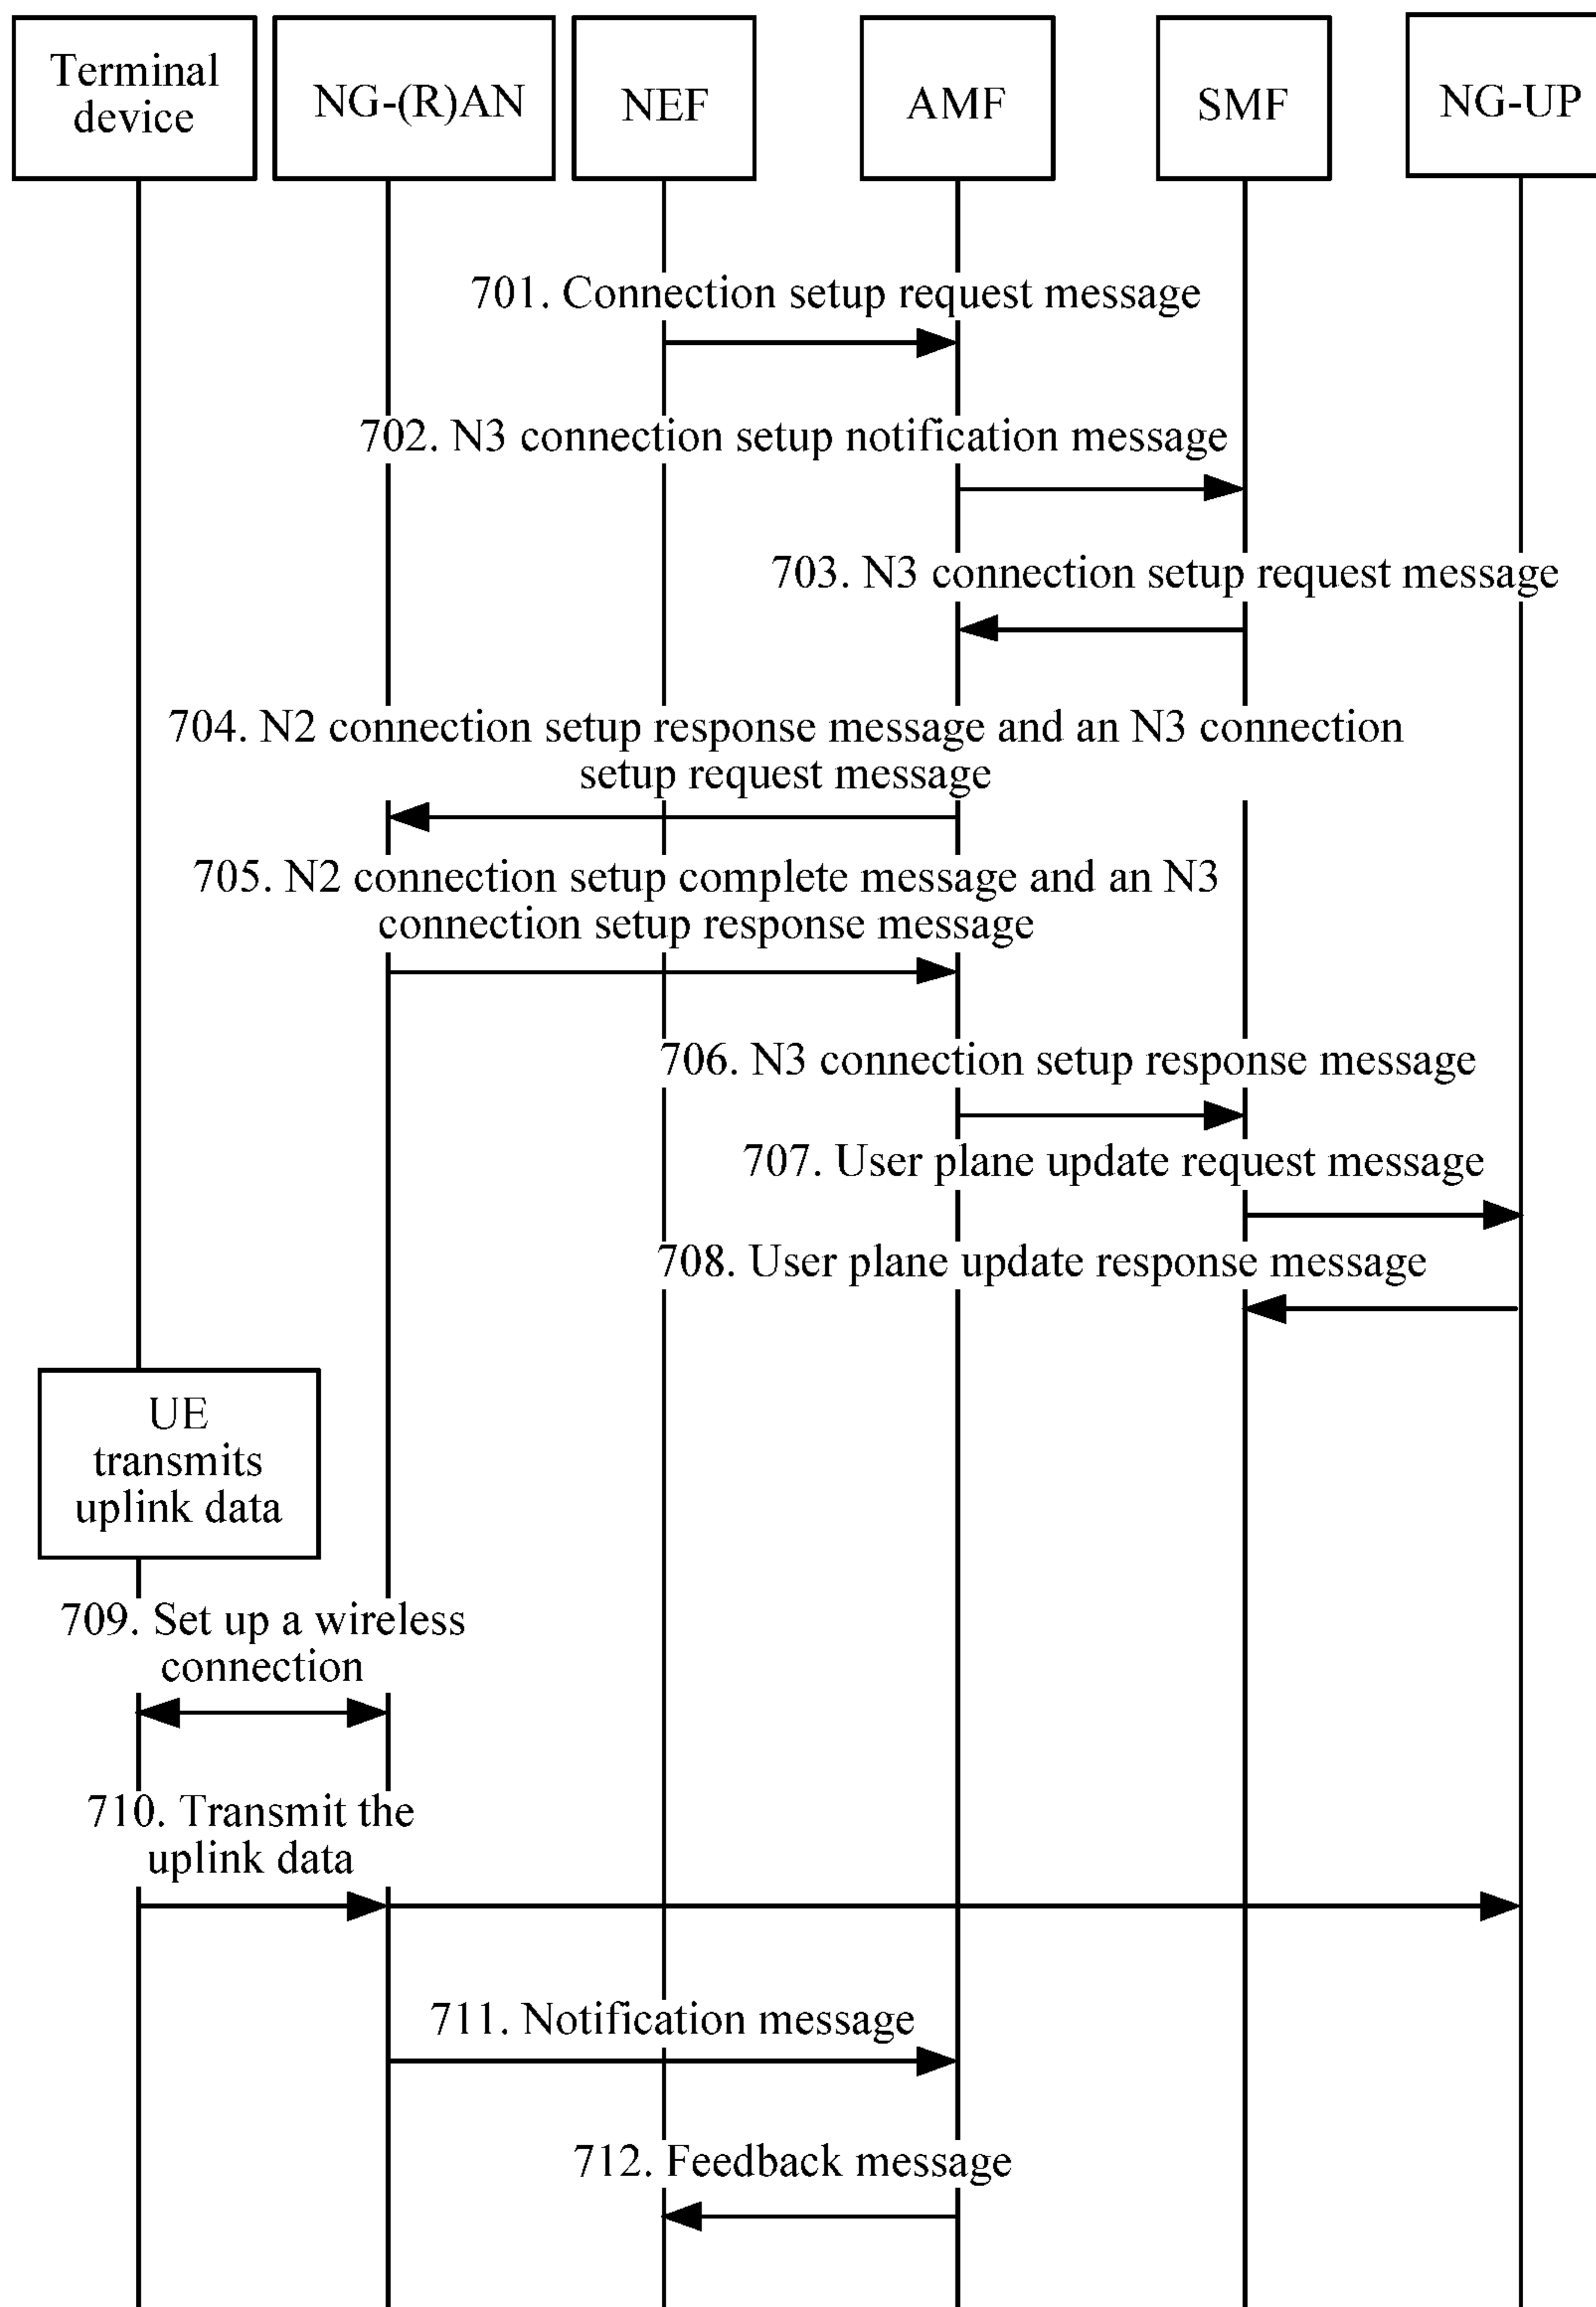 Terminal
device
NG-(R)AN
NEF
AMF
SMF
NG-UP
701. Connection setup request message
702. N3 connection setup notification message
703. N3 connection setup request message
704. N2 connection setup response message and an N3 connection
setup request message
705. N2 connection setup complete message and an N3
connection setup response message
706. N3 connection setup response message
707. User plane update request message
708. User plane update response message
UE
transmits
uplink data
709. Set up a wireless
connection
710. Transmit the
uplink data
711. Notification message
712. Feedback message